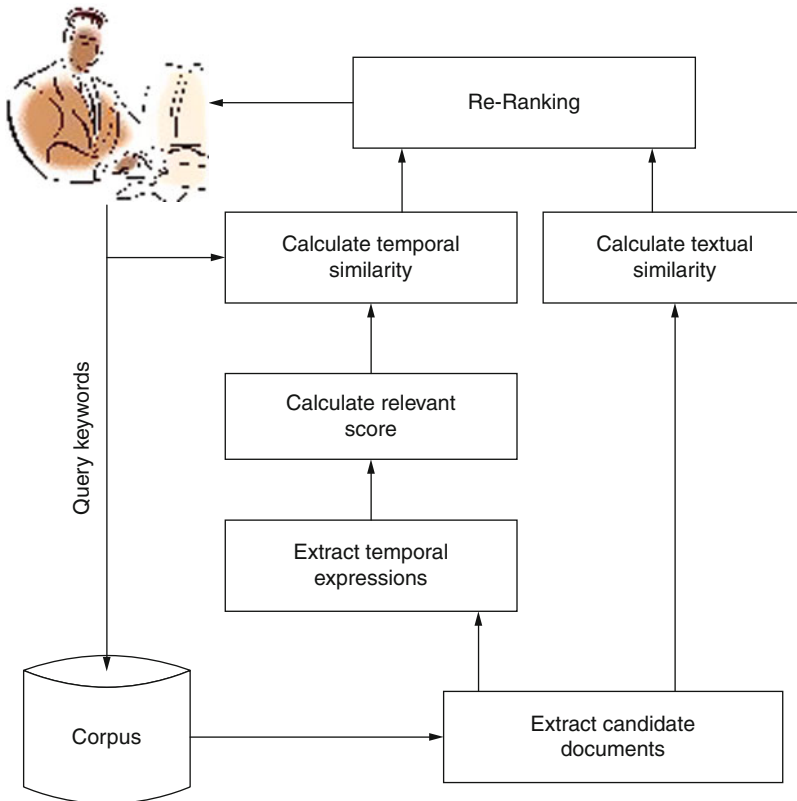 Re-Ranking
Calculate temporal
similarity
Calculate textual
similarity
Calculate relevant
score
Query keywords
Extract temporal
expressions
Corpus
Extract candidate
documents